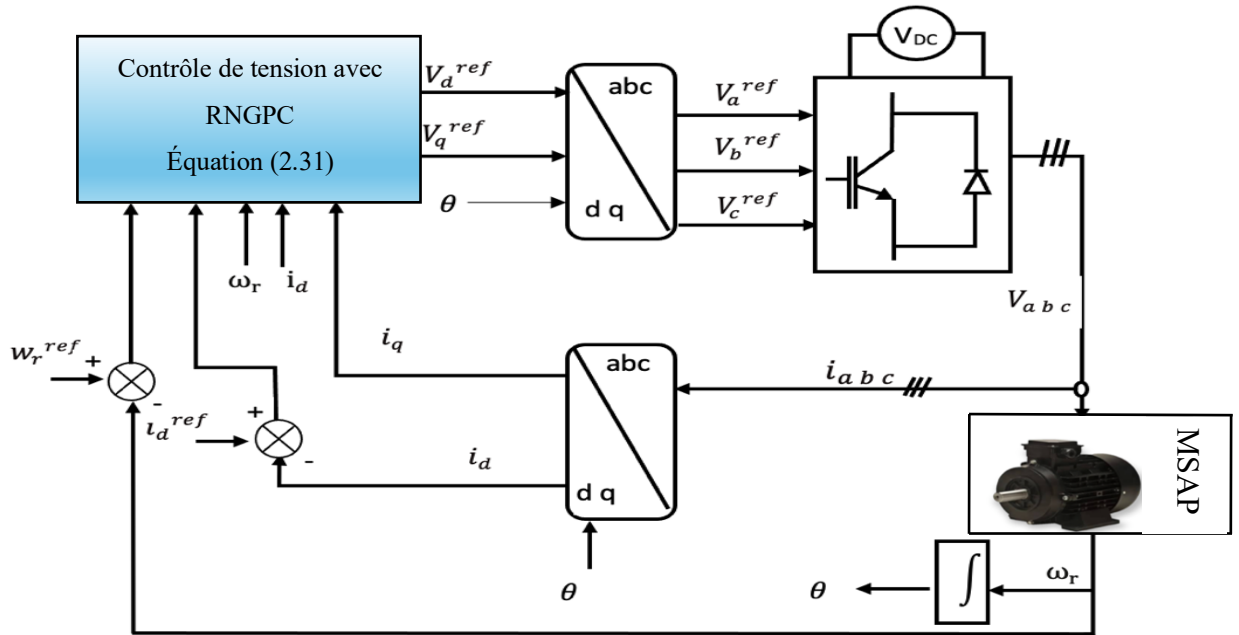 Contrôle de tension avec
RNGPC
Équation (2.31)
V_d^ref
V_q^ref
θ
abc
d q
V_a^ref
V_b^ref
V_c^ref
V_DC
V_a b c
ω_r
i_d
w_r^ref
+
-
ı_d^ref
+
-
i_q
i_d
abc
d q
θ
i_a b c
MSAP
ω_r
∫
θ